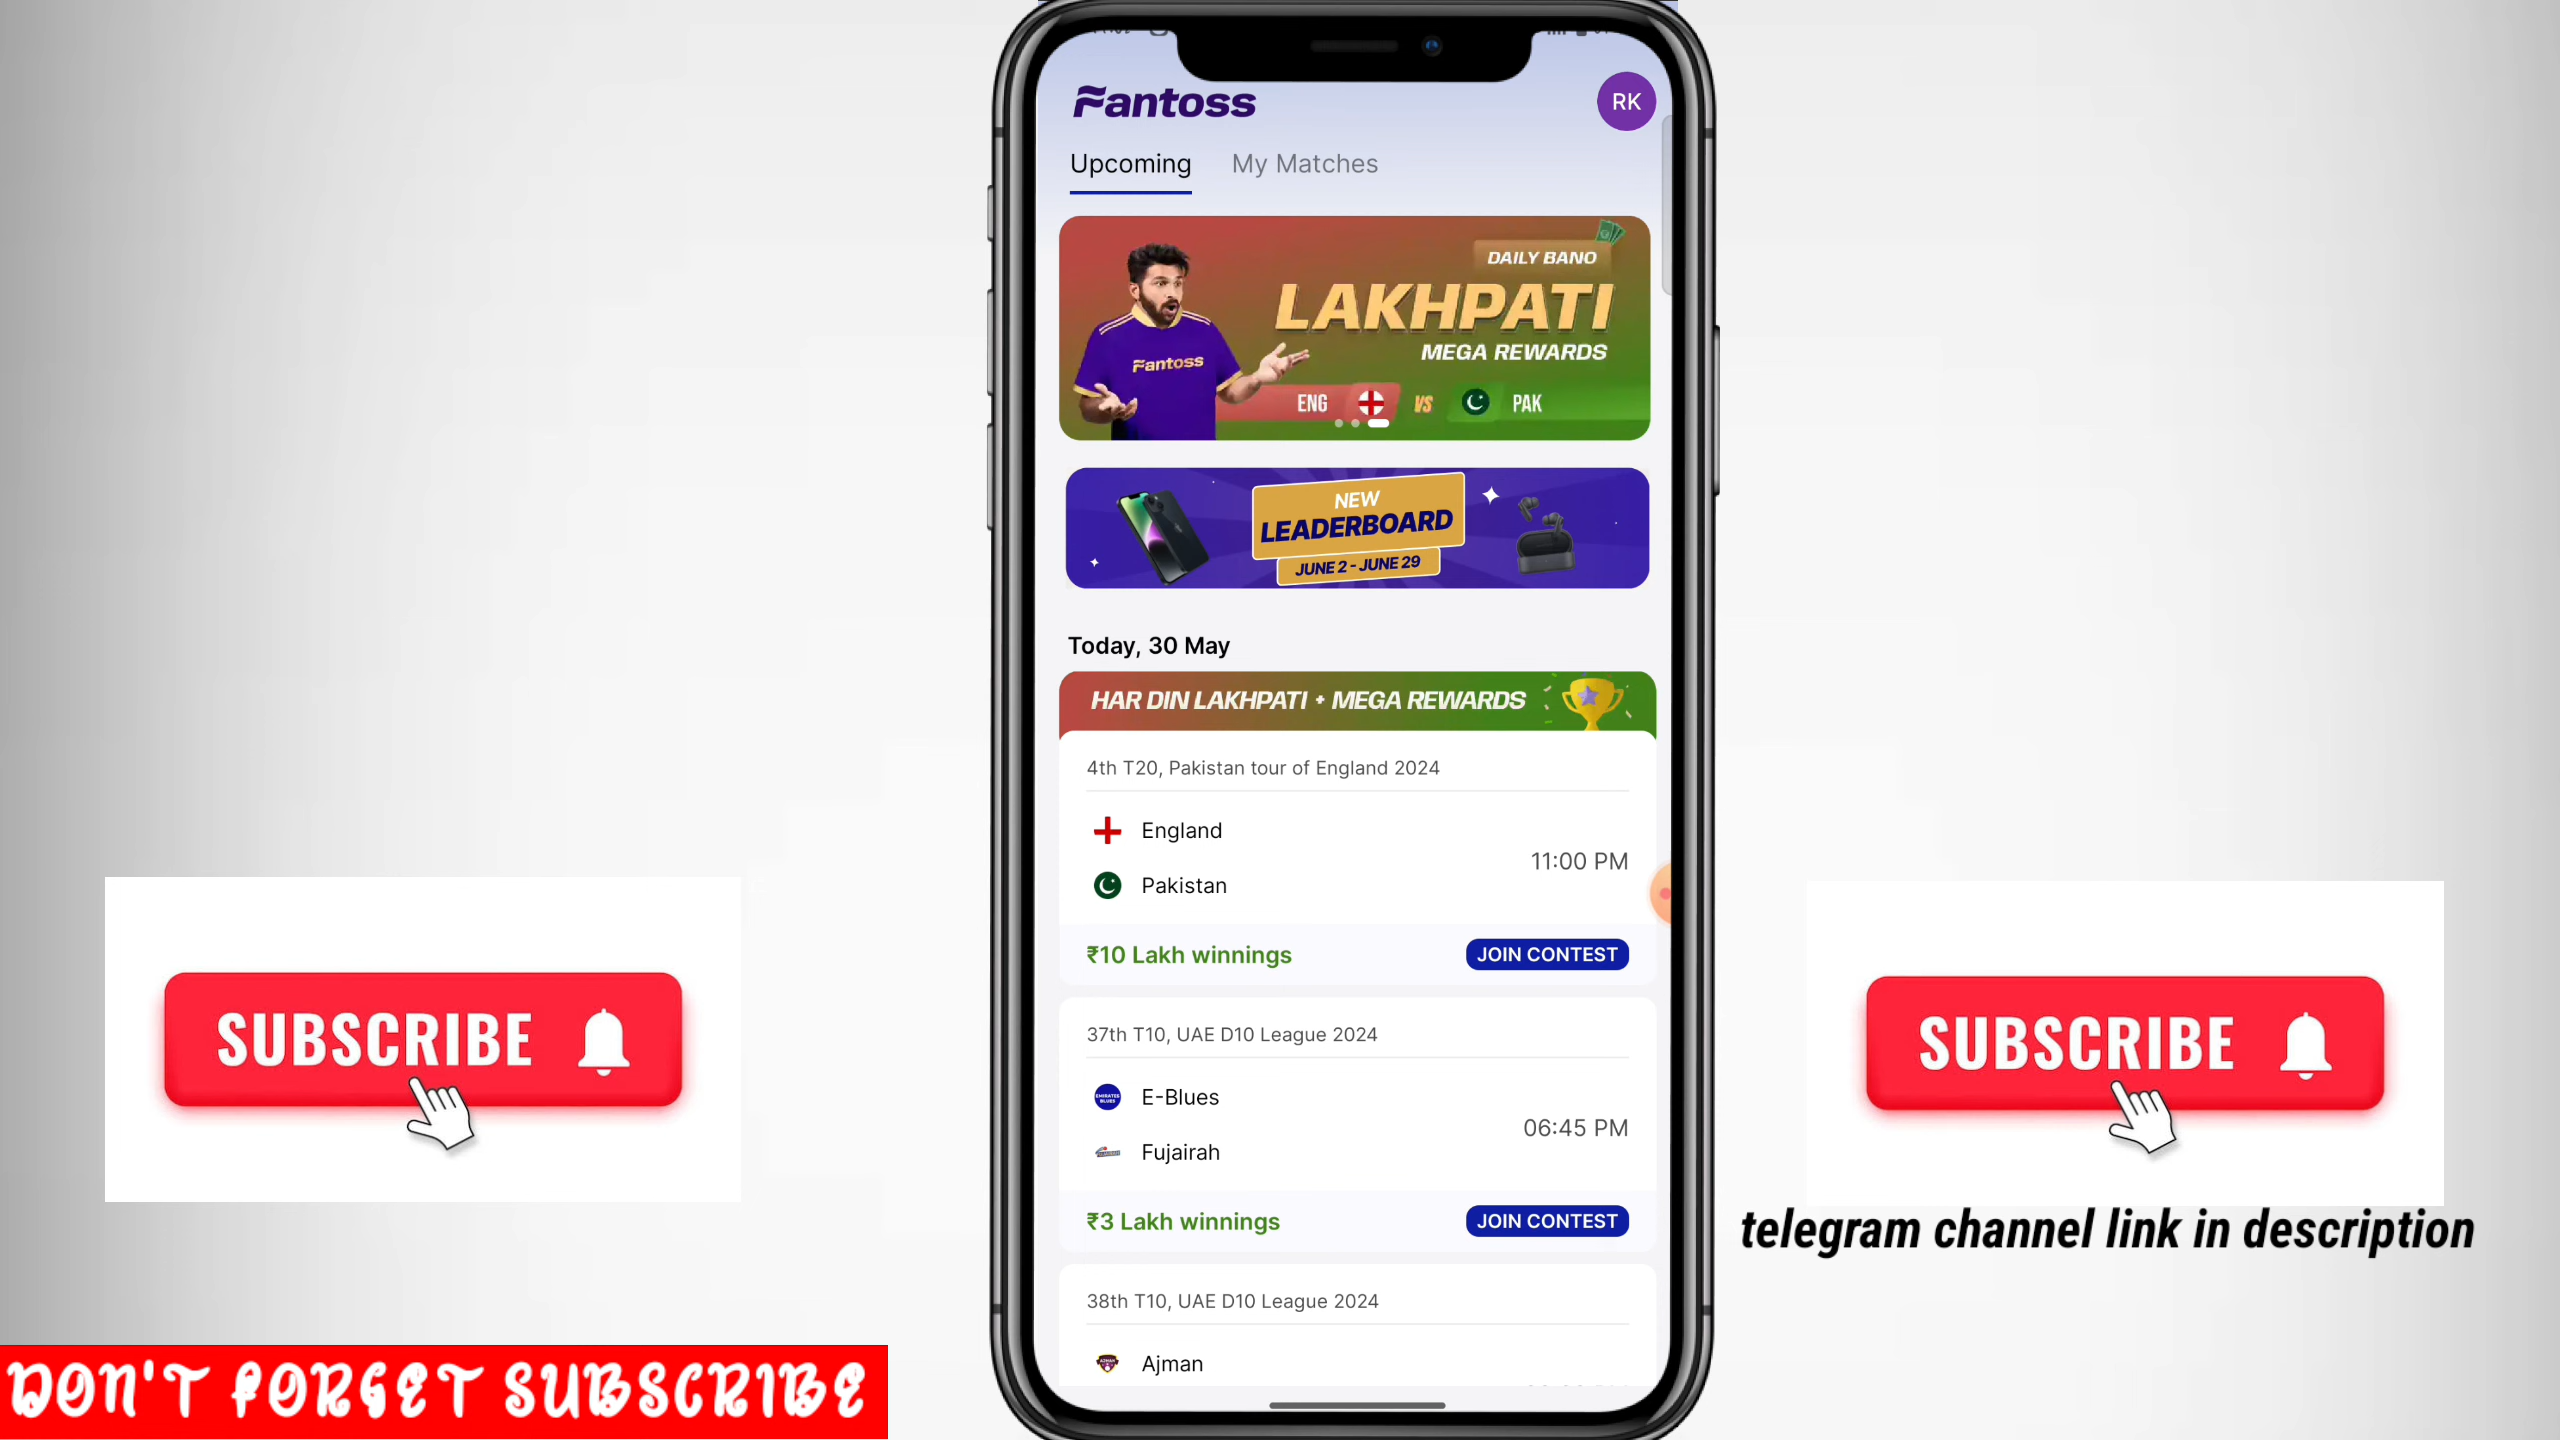 Fantoss
RK
Upcoming
My Matches
DAILY BANO
LAKHPATI
MEGA REWARDS
Fantoss
ENG VS PAK
NEW
LEADERBOARD
JUNE 2 - JUNE 29
Today, 30 May
HAR DIN LAKHPATI + MEGA REWARDS
4th T20, Pakistan tour of England 2024
England
Pakistan
11:00 PM
₹10 Lakh winnings
JOIN CONTEST
37th T10, UAE D10 League 2024
E-Blues
Fujairah
06:45 PM
₹3 Lakh winnings
JOIN CONTEST
38th T10, UAE D10 League 2024
Ajman
SUBSCRIBE
SUBSCRIBE
telegram channel link in description
DON'T FORGET SUBSCRIBE